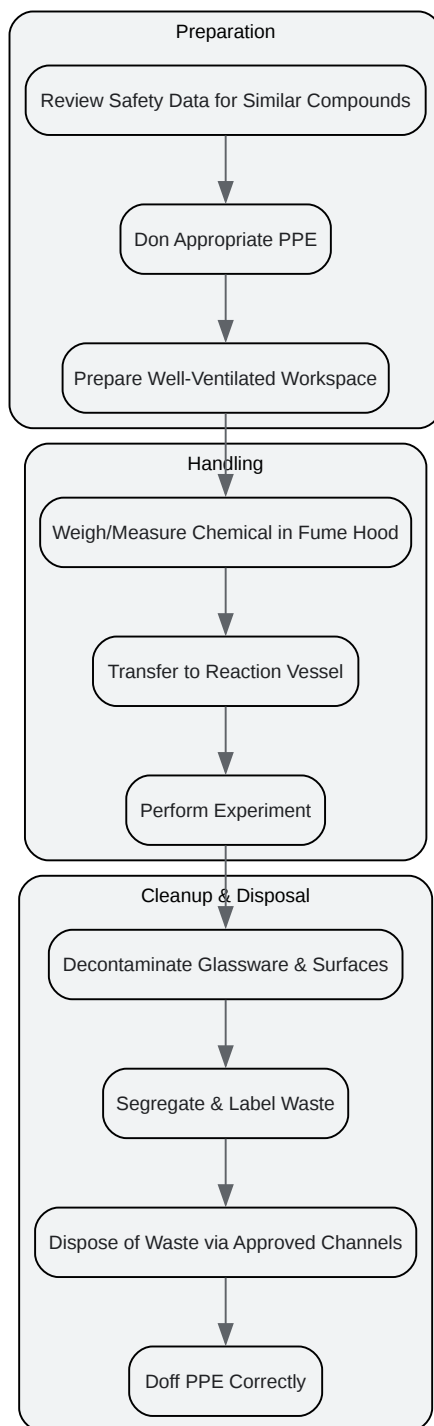 Preparation
Review Safety Data for Similar Compounds
Don Appropriate PPE
Prepare Well-Ventilated Workspace
Handling
Weigh/Measure Chemical in Fume Hood
Transfer to Reaction Vessel
Perform Experiment
Cleanup & Disposal
Decontaminate Glassware & Surfaces
Segregate & Label Waste
Dispose of Waste via Approved Channels
Doff PPE Correctly